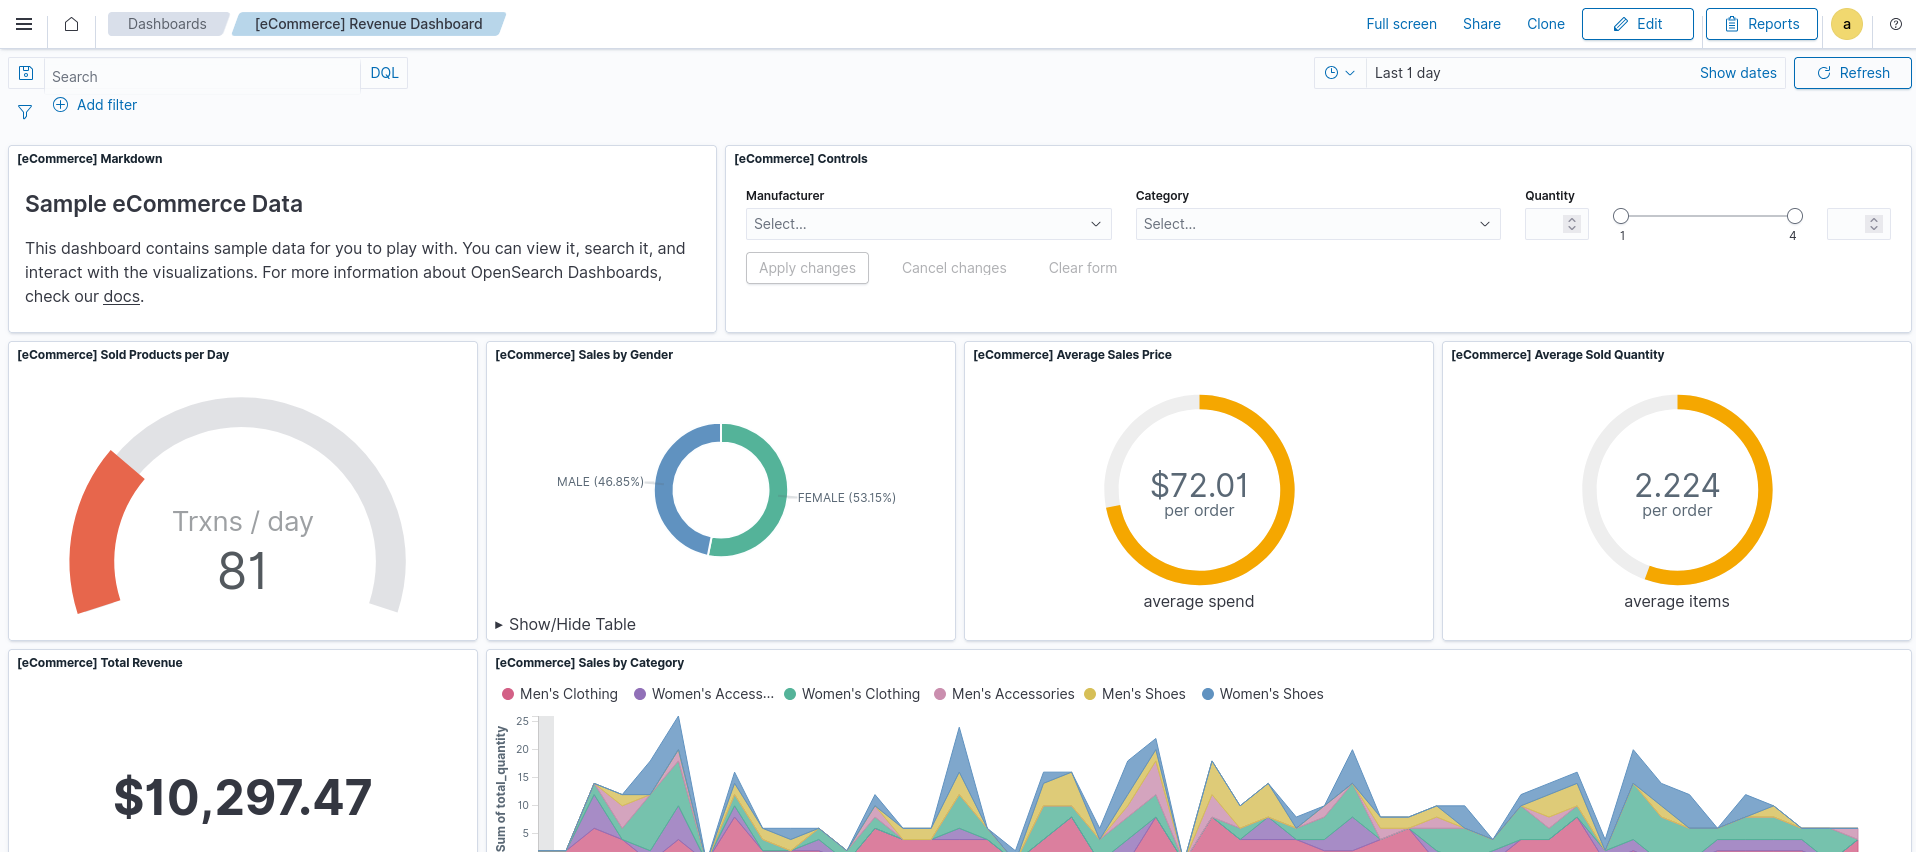 Dashboards
[eCommerce] Revenue Dashboard
Full screen
Share
Clone
Edit
Reports
a
Search
DQL
Last 1 day
Show dates
Refresh
Add filter
[eCommerce] Markdown
Sample eCommerce Data
This dashboard contains sample data for you to play with. You can view it, search it, and
interact with the visualizations. For more information about OpenSearch Dashboards,
check our docs.
[eCommerce] Controls
Manufacturer
Select...
Category
Select...
Quantity
1
4
Apply changes
Cancel changes
Clear form
[eCommerce] Sold Products per Day
Trxns / day
81
[eCommerce] Sales by Gender
MALE (46.85%)
FEMALE (53.15%)
Show/Hide Table
[eCommerce] Average Sales Price
$72.01
per order
average spend
[eCommerce] Average Sold Quantity
2.224
per order
average items
[eCommerce] Total Revenue
$10,297.47
[eCommerce] Sales by Category
Men's Clothing
Women's Access...
Women's Clothing
Men's Accessories
Men's Shoes
Women's Shoes
Sum of total_quantity
25
20
15
10
5